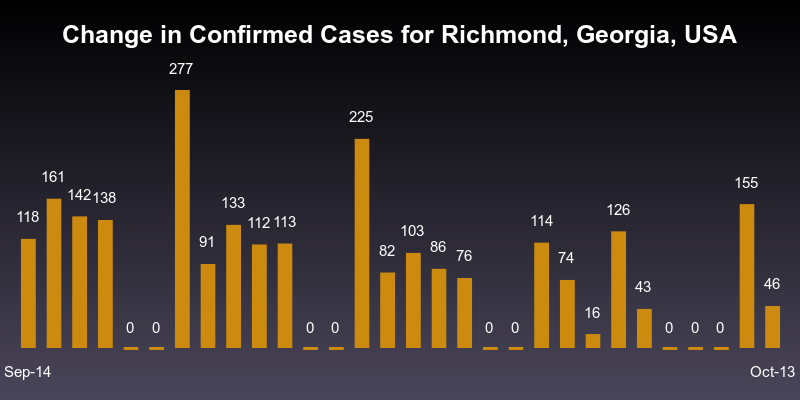 Change in Confirmed Cases for Richmond, Georgia, USA
118 161 142 138 0 0 277 91 133 112 113 0 0 225 82 103 86 76 0 0 114 74 16 126 43 0 0 0 155 46
Sep-14 Oct-13